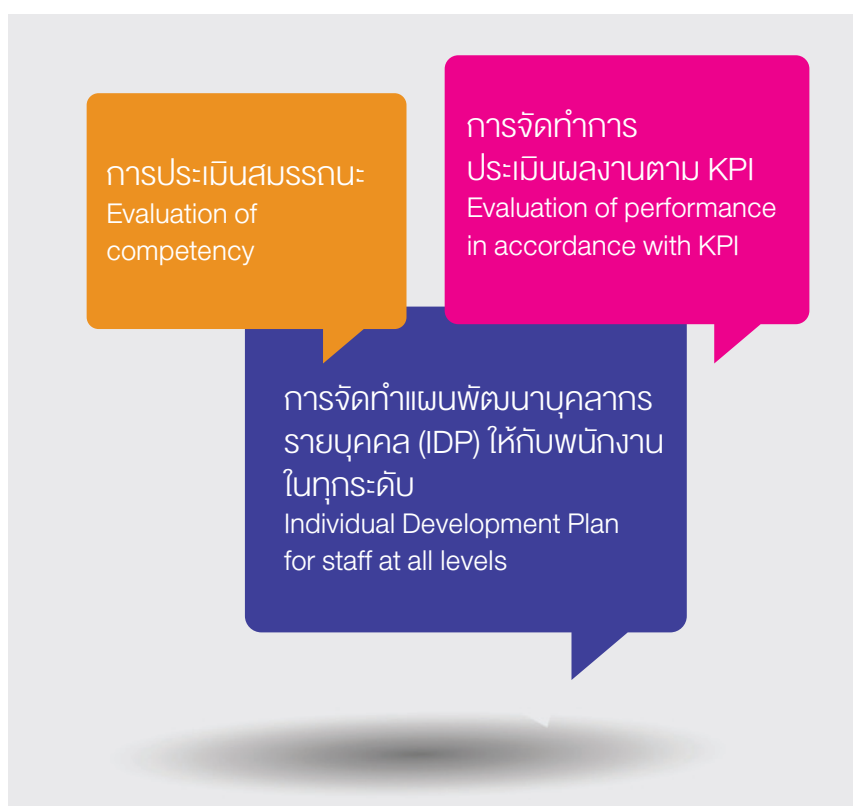 การประเมินสมรรถนะ
Evaluation of
competency
การจัดทำการ
ประเมินผลงานตาม KPI
Evaluation of performance
in accordance with KPI
การจัดทำแผนพัฒนาบุคลากร
รายบุคคล (IDP) ให้กับพนักงาน
ในทุกระดับ
Individual Development Plan
for staff at all levels